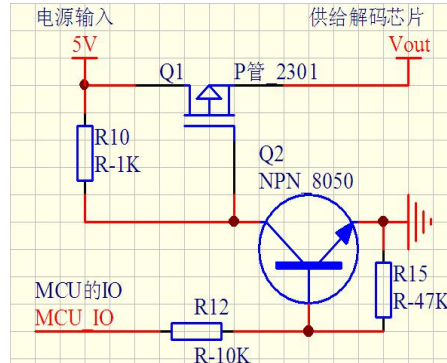 电源输入
供给解码芯片
5V
Vout
Q1
P管_2301
R10
R-1K
Q2
NPN_8050
R15
R-47K
MCU的IO
MCU_IO
R12
R-10K